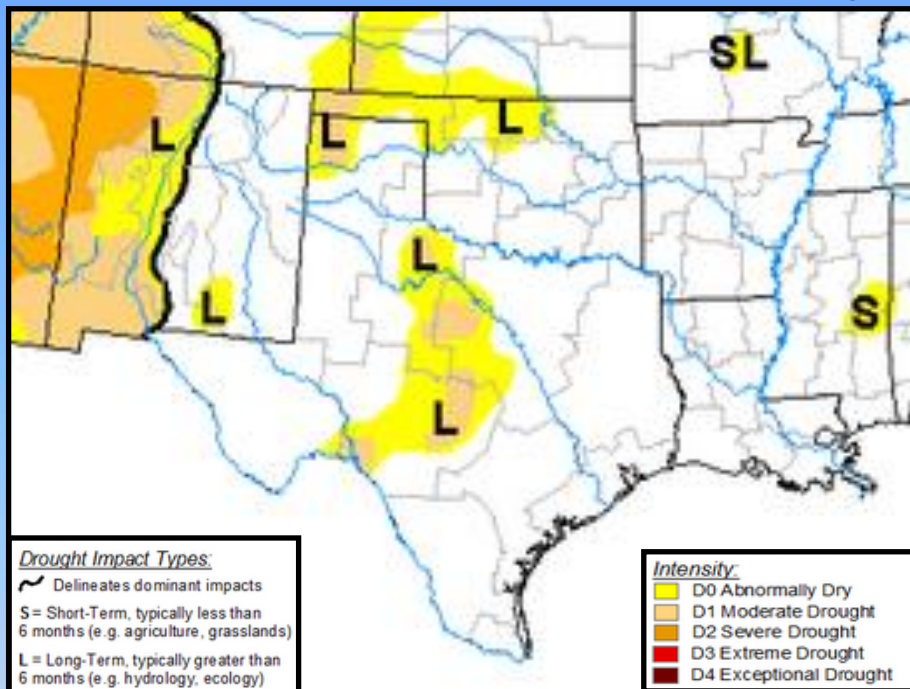 S L
L
L
L
L
L
S
L
Drought Impact Types:
Delineates dominant impacts
S = Short-Term, typically less than
6 months (e.g. agriculture, grasslands)
L = Long-Term, typically greater than
6 months (e.g. hydrology, ecology)
Intensity:
D0 Abnormally Dry
D1 Moderate Drought
D2 Severe Drought
D3 Extreme Drought
D4 Exceptional Drought